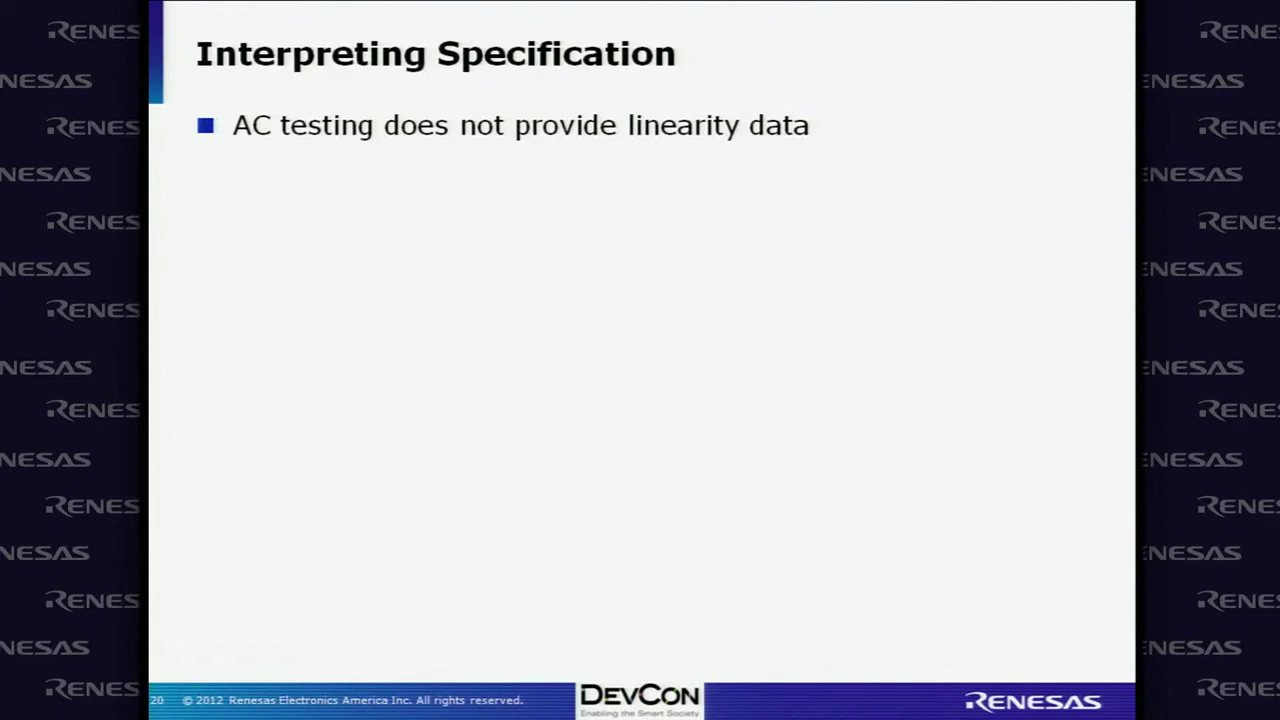 Interpreting Specification
AC testing does not provide linearity data
20 © 2012 Renesas Electronics America Inc. All rights reserved.
DEVCON
Enabling the Smart Society
RENESAS